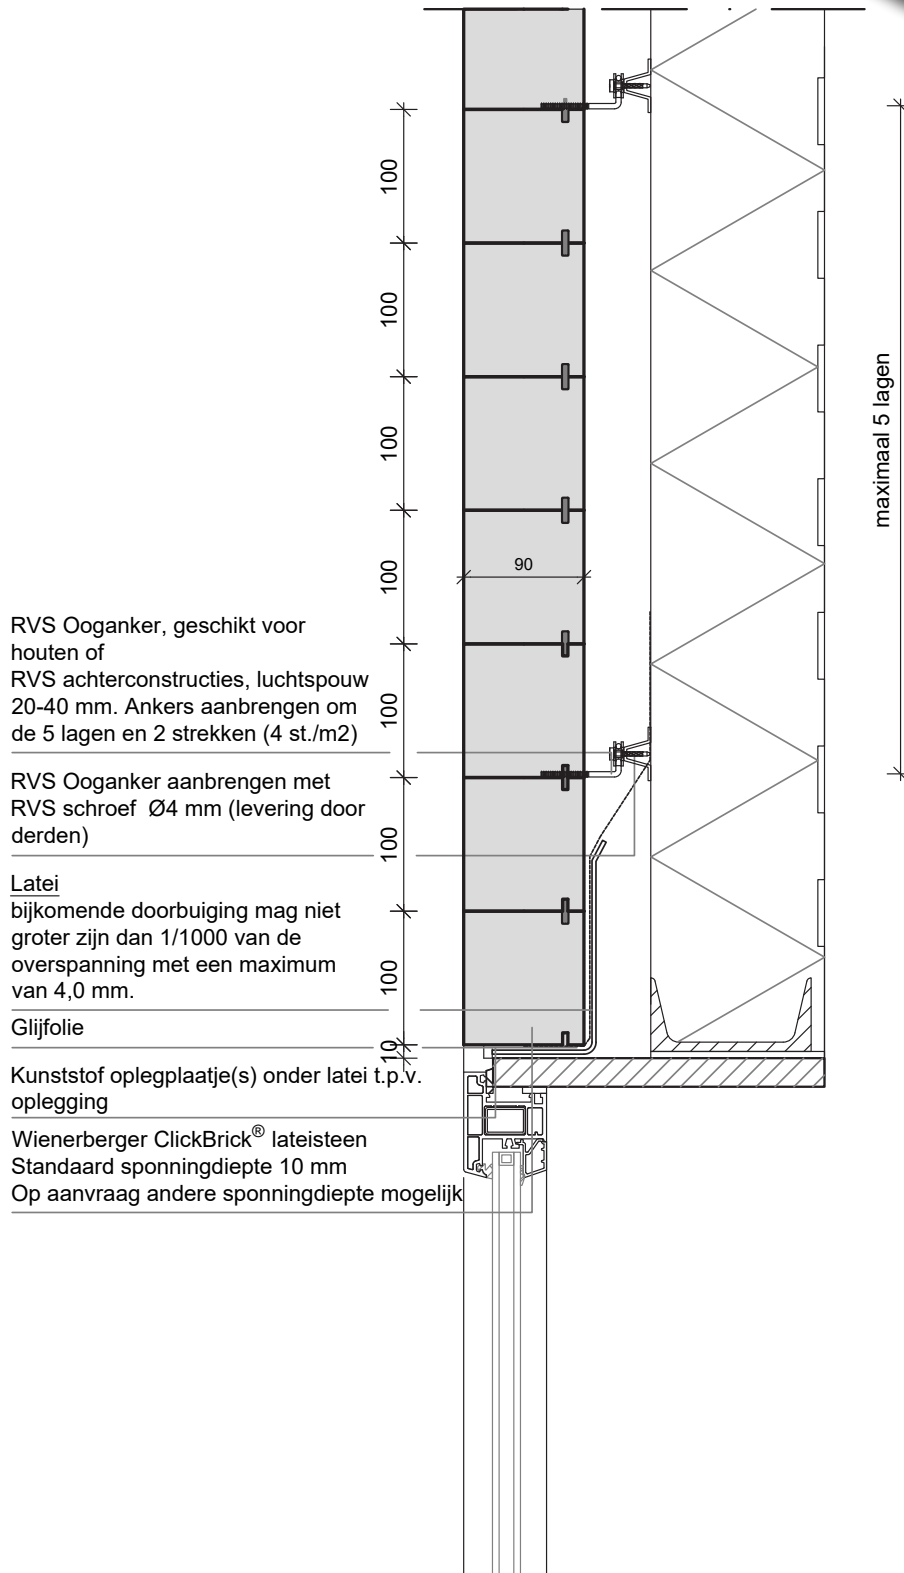 100
100
100
100
90
maximaal 5 lagen
RVS Ooganker, geschikt voor
houten of
RVS achterconstructies, luchtspouw
20-40 mm. Ankers aanbrengen om
de 5 lagen en 2 strekken (4 st./m2)
100
RVS Ooganker aanbrengen met
RVS schroef Ø4 mm (levering door
derden)
100
Latei
bijkomende doorbuiging mag niet
groter zijn dan 1/1000 van de
overspanning met een maximum
van 4,0 mm.
100
Glijfolie
10
Kunststof oplegplaatje(s) onder latei t.p.v.
oplegging
Wienerberger ClickBrick® lateisteen
Standaard sponningdiepte 10 mm
Op aanvraag andere sponningdiepte mogelijk